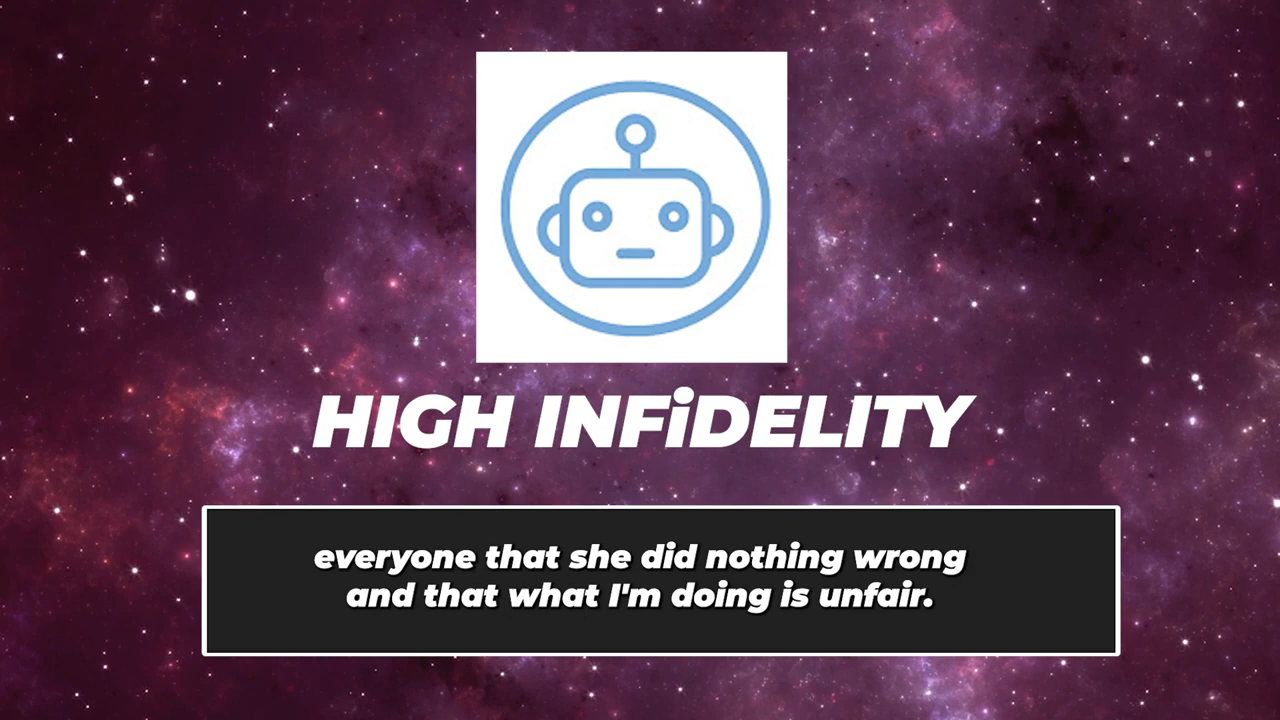 HIGH INFiDELITY
everyone that she did nothing wrong
and that what I'm doing is unfair.